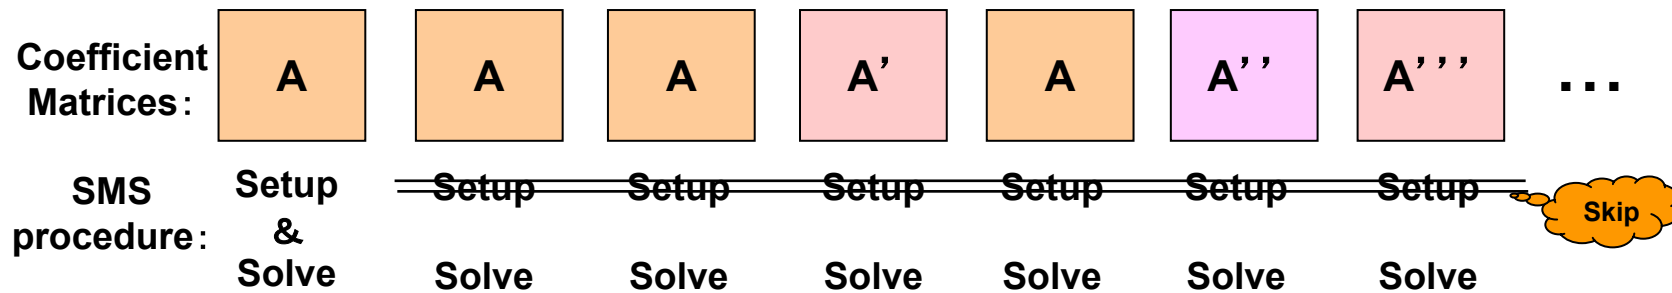 Coefficient
Matrices：
A A A A’ A A’’ A’’’ ...
SMS
procedure：
Setup
&
Solve
Setup Setup Setup Setup Setup Setup
Skip
Solve Solve Solve Solve Solve Solve